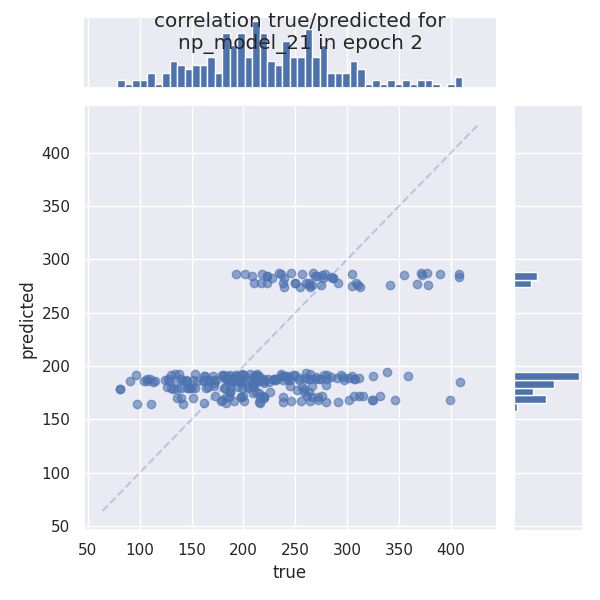 correlation true/predicted for
np_model_21 in epoch 2
400
350
300
250
200
150
100
50
predicted
50 100 150 200 250 300 350 400
true